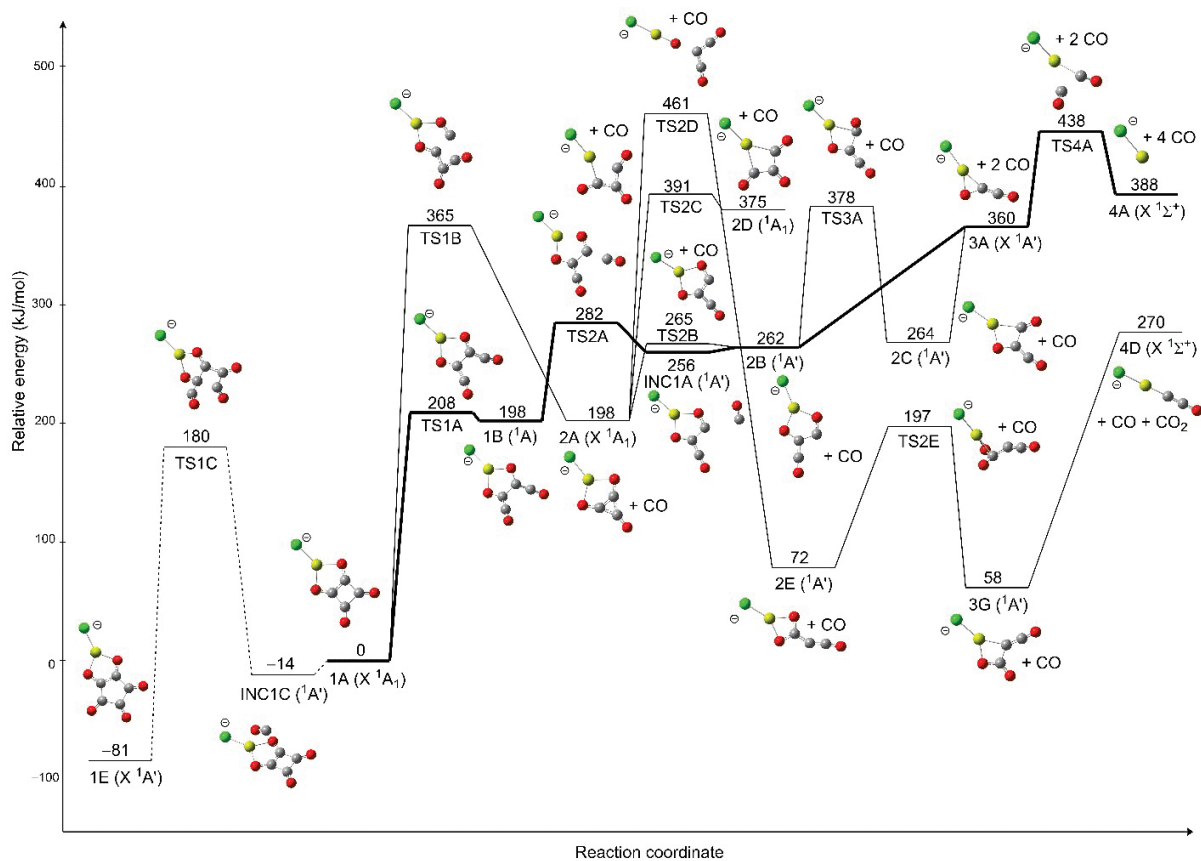 + CO
⊖
461
TS2D
+ 2 CO
⊖
438
TS4A
⊖
+ 4 CO
388
4A (X ¹Σ⁺)
500
400
300
200
100
0
−100
Relative energy (kJ/mol)
Reaction coordinate
⊖
365
TS1B
⊖
+ CO
391
TS2C
⊖
+ CO
375
2D (¹A₁)
⊖
+ CO
378
TS3A
⊖
+ 2 CO
360
3A (X ¹A')
⊖
282
TS2A
⊖
+ CO
265
TS2B
256
INC1A (¹A')
⊖
262
2B (¹A')
⊖
+ CO
264
2C (¹A')
⊖
+ CO
270
4D (X ¹Σ⁺)
⊖
+ CO + CO₂
⊖
208
TS1A
198
1B (¹A)
⊖
198
2A (X ¹A₁)
⊖
+ CO
197
TS2E
⊖
+ CO
⊖
180
TS1C
72
2E (¹A')
⊖
+ CO
58
3G (¹A')
⊖
+ CO
⊖
0
1A (X ¹A₁)
−14
INC1C (¹A')
⊖
⊖
−81
1E (X ¹A')